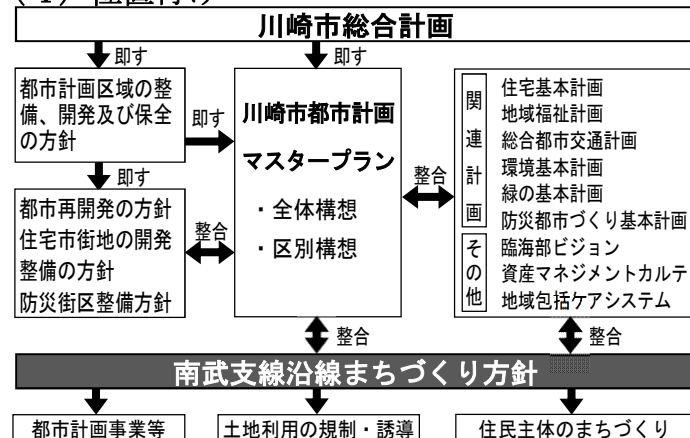 川崎市総合計画
即す
即す
都市計画区域の整
備、開発及び保全
の方針
即す
即す
都市再開発の方針
住宅市街地の開発
整備の方針
防災街区整備方針
整合
川崎市都市計画
マスタープラン
・全体構想
・区別構想
整合
関連計画
住宅基本計画
地域福祉計画
総合都市交通計画
環境基本計画
緑の基本計画
防災都市づくり基本計画
その他
臨海部ビジョン
資産マネジメントカルテ
地域包括ケアシステム
整合
整合
南武支線沿線まちづくり方針
都市計画事業等
土地利用の規制・誘導
住民主体のまちづくり